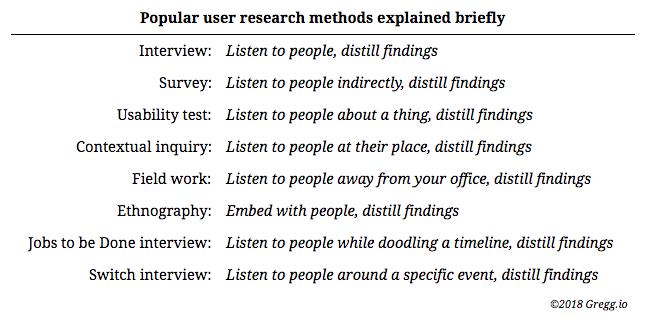 Popular user research methods explained briefly
Interview: Listen to people, distill findings
Survey: Listen to people indirectly, distill findings
Usability test: Listen to people about a thing, distill findings
Contextual inquiry: Listen to people at their place, distill findings
Field work: Listen to people away from your office, distill findings
Ethnography: Embed with people, distill findings
Jobs to be Done interview: Listen to people while doodling a timeline, distill findings
Switch interview: Listen to people around a specific event, distill findings
©2018 Gregg.io